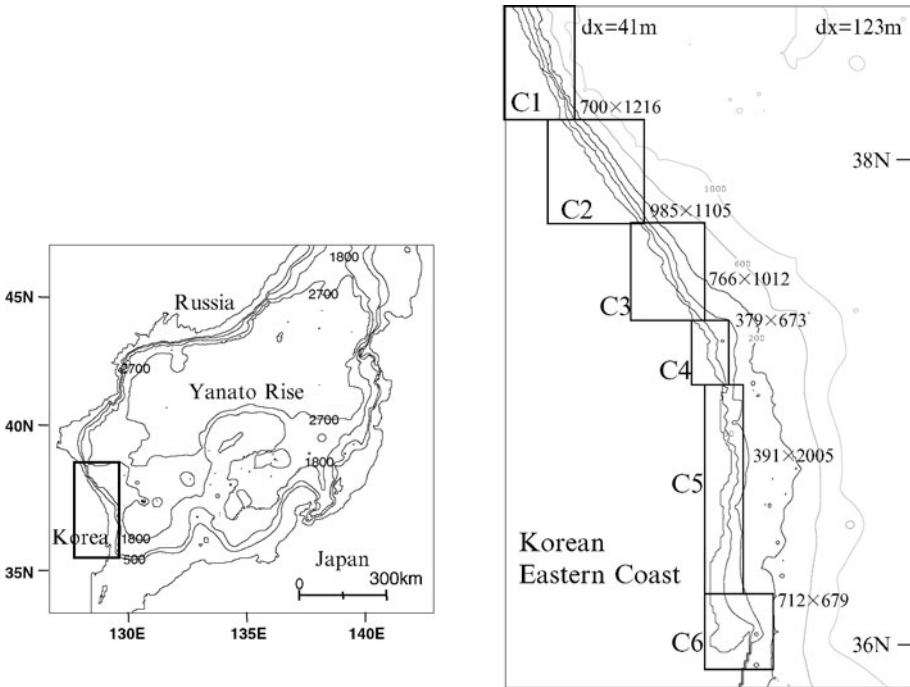 1800
45N
Russia
2700
2700
Yanato Rise
2700
40N
1800
Korea
1800
500
Japan
35N
0
300km
130E
135E
140E
dx=41m
dx=123m
C1
700×1216
38N
1000
C2
985×1105
600
766×1012
C3
379×673
200
C4
391×2005
C5
Korean
Eastern Coast
712×679
C6
36N